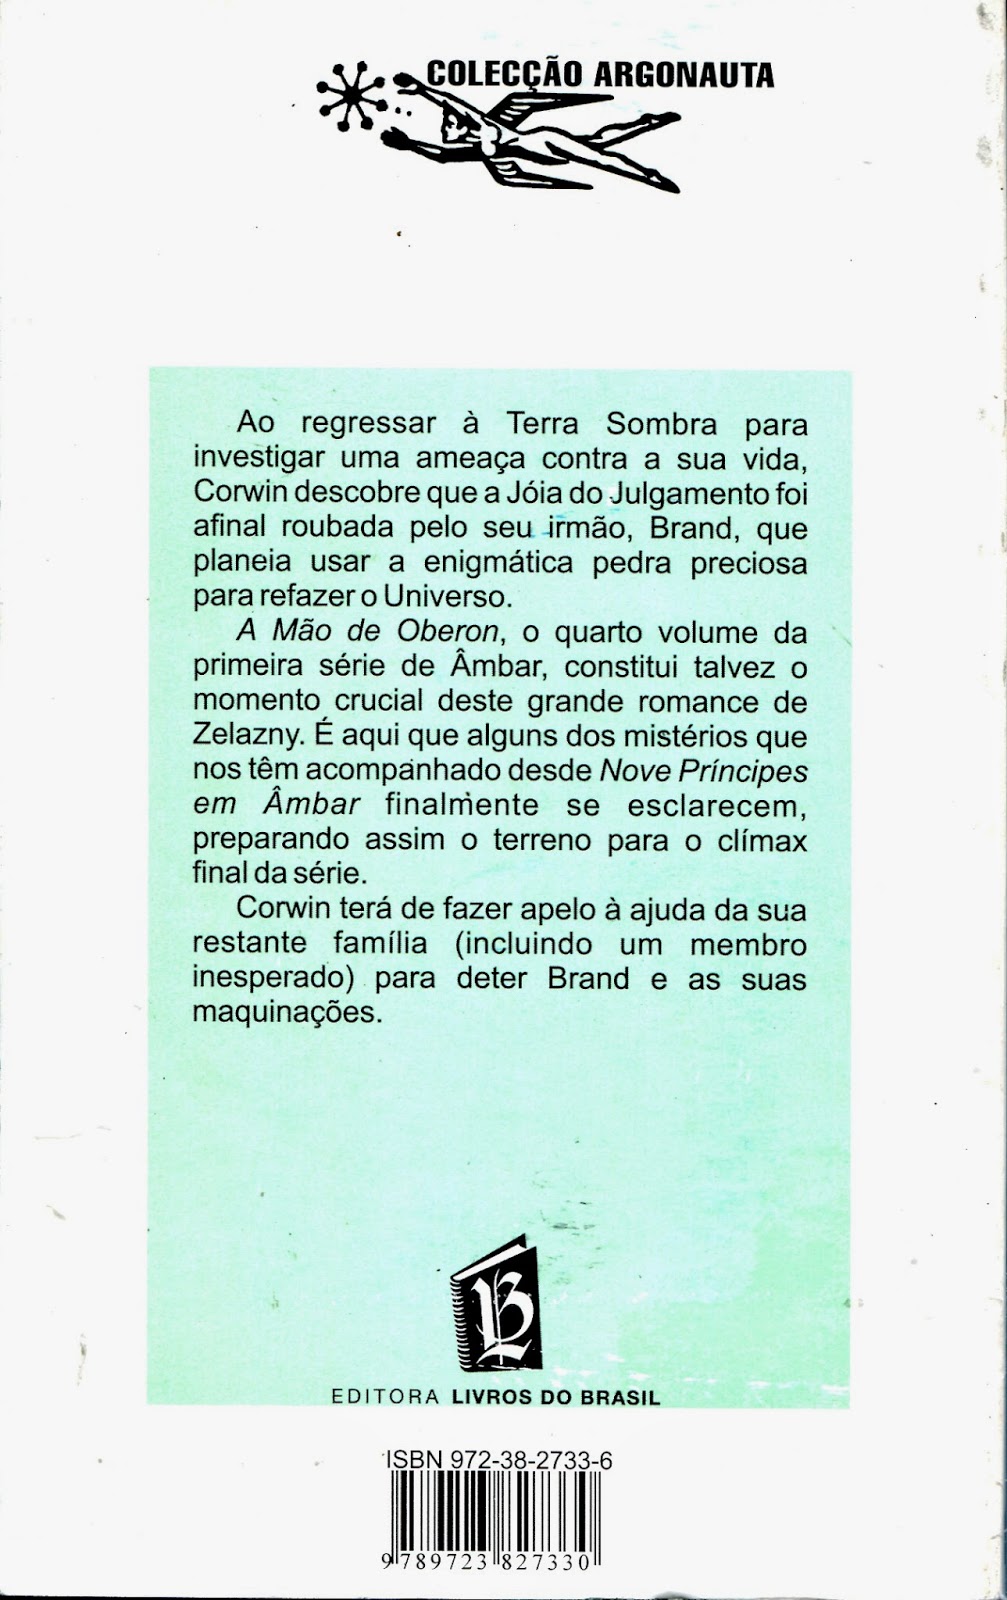 COLECÇÃO ARGONAUTA
Ao regressar à Terra Sombra para
investigar uma ameaça contra a sua vida,
Corwin descobre que a Jóia do Julgamento foi
afinal roubada pelo seu irmão, Brand, que
planeia usar a enigmática pedra preciosa
para refazer o Universo.
A Mão de Oberon, o quarto volume da
primeira série de Âmbar, constitui talvez o
momento crucial deste grande romance de
Zelazny. É aqui que alguns dos mistérios que
nos têm acompanhado desde Nove Príncipes
em Âmbar finalmente se esclarecem,
preparando assim o terreno para o clímax
final da série.
Corwin terá de fazer apelo à ajuda da sua
restante família (incluindo um membro
inesperado) para deter Brand e as suas
maquinações.
LB
EDITORA LIVROS DO BRASIL
ISBN 972-38-2733-6
9 789723 827330